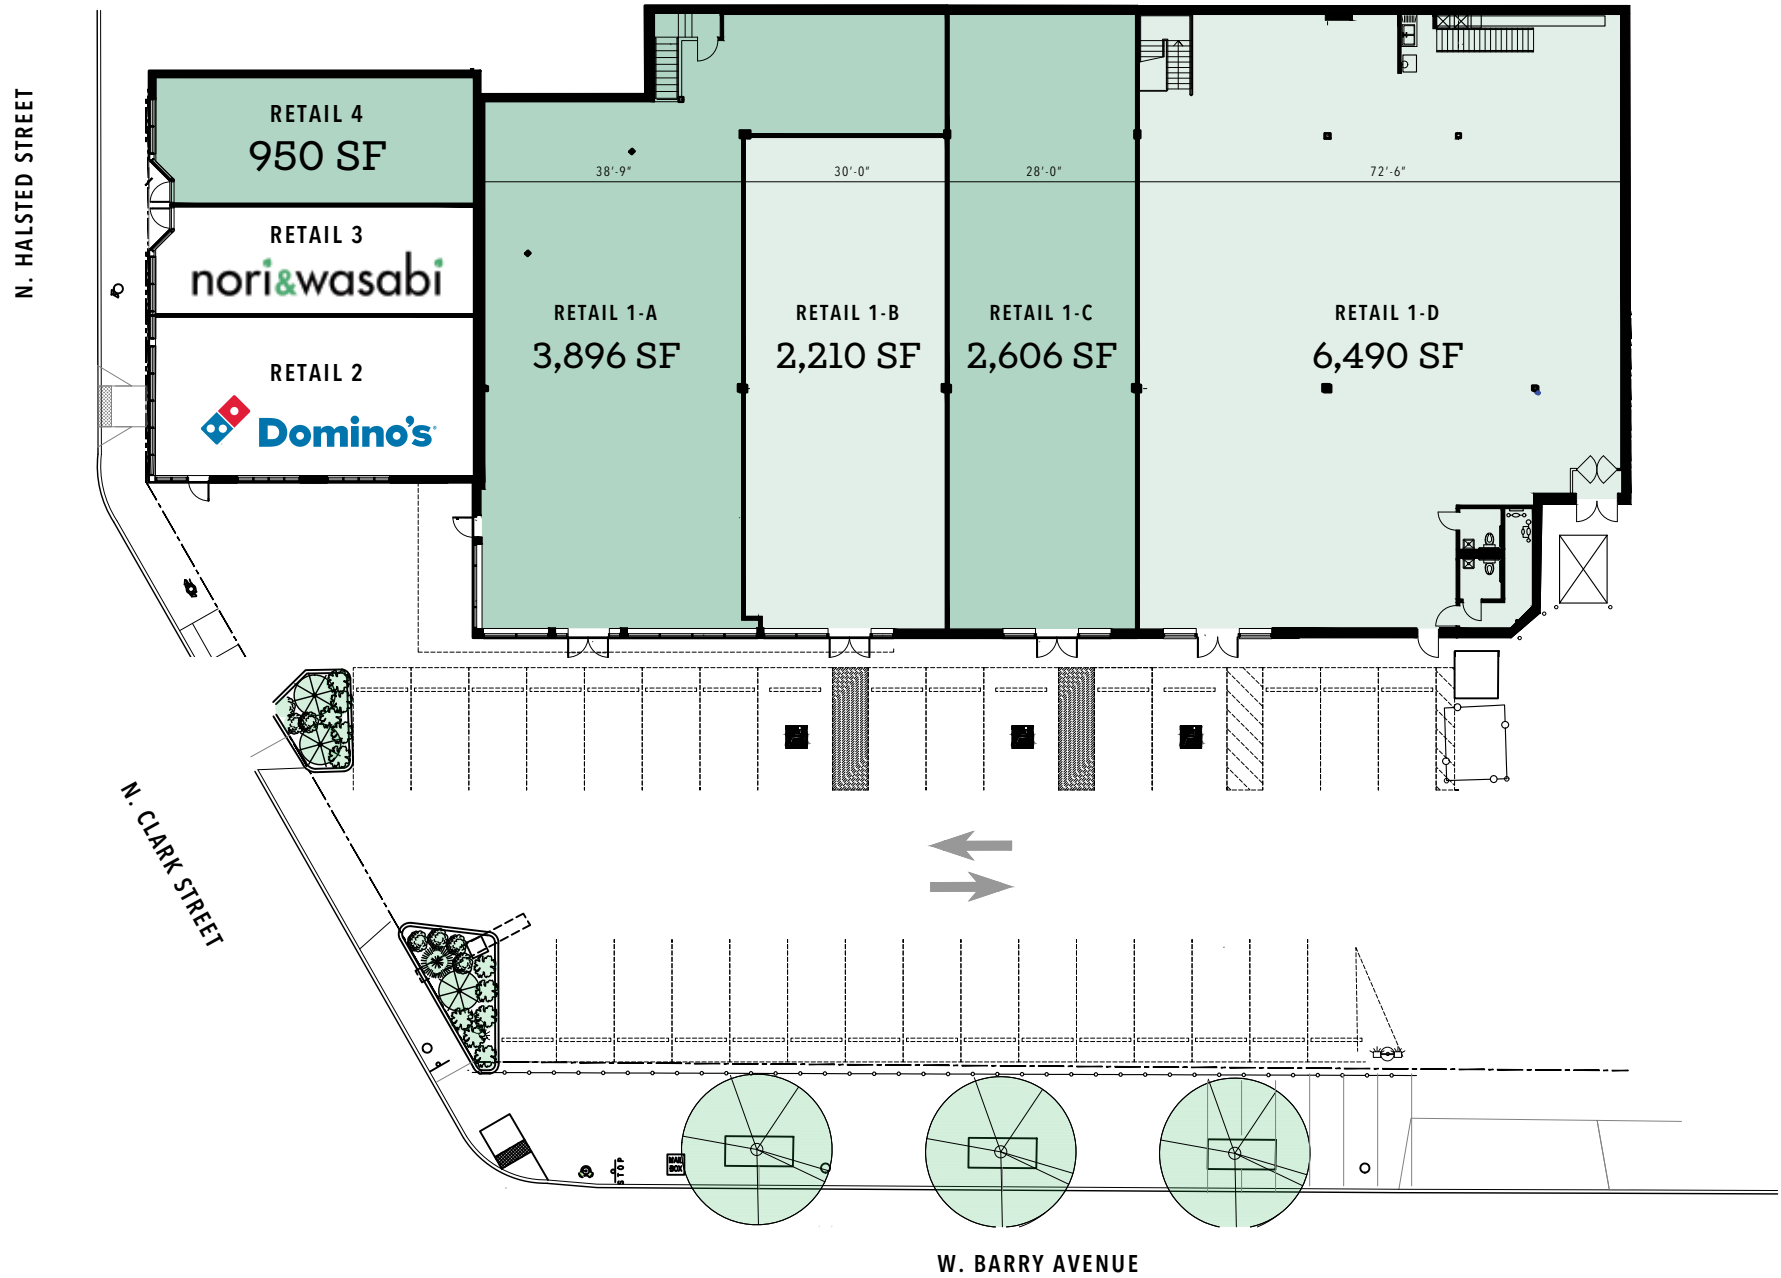 N. HALSTED STREET
RETAIL 4
950 SF
RETAIL 3
nori&wasabi
RETAIL 2
Domino's
38'-9"
30'-0"
28'-0"
72'-6"
RETAIL 1-A
3,896 SF
RETAIL 1-B
2,210 SF
RETAIL 1-C
2,606 SF
RETAIL 1-D
6,490 SF
N. CLARK STREET
STOP
MAIL
BOX
W. BARRY AVENUE